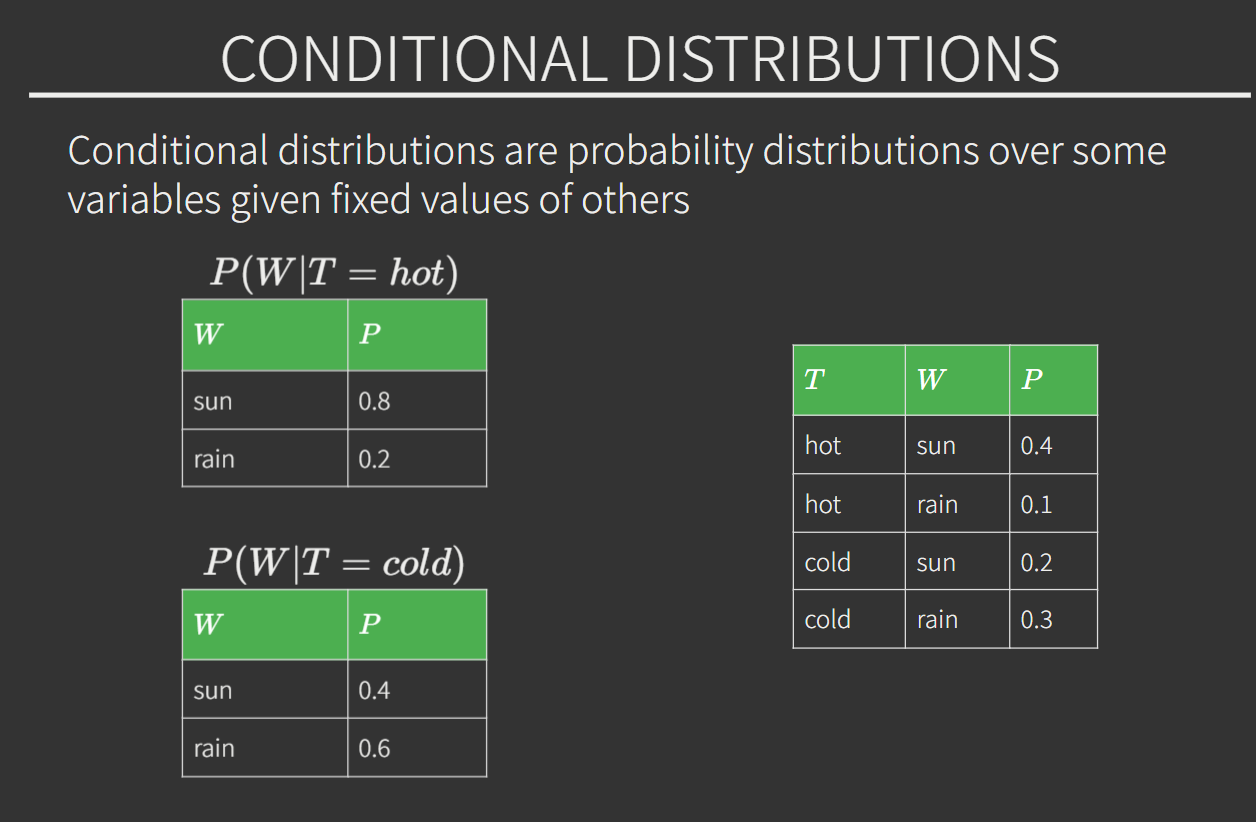 CONDITIONAL DISTRIBUTIONS
Conditional distributions are probability distributions over some
variables given fixed values of others
P(W|T = hot)
W P
sun 0.8
rain 0.2
P(W|T = cold)
W P
sun 0.4
rain 0.6
T W P
hot sun 0.4
hot rain 0.1
cold sun 0.2
cold rain 0.3